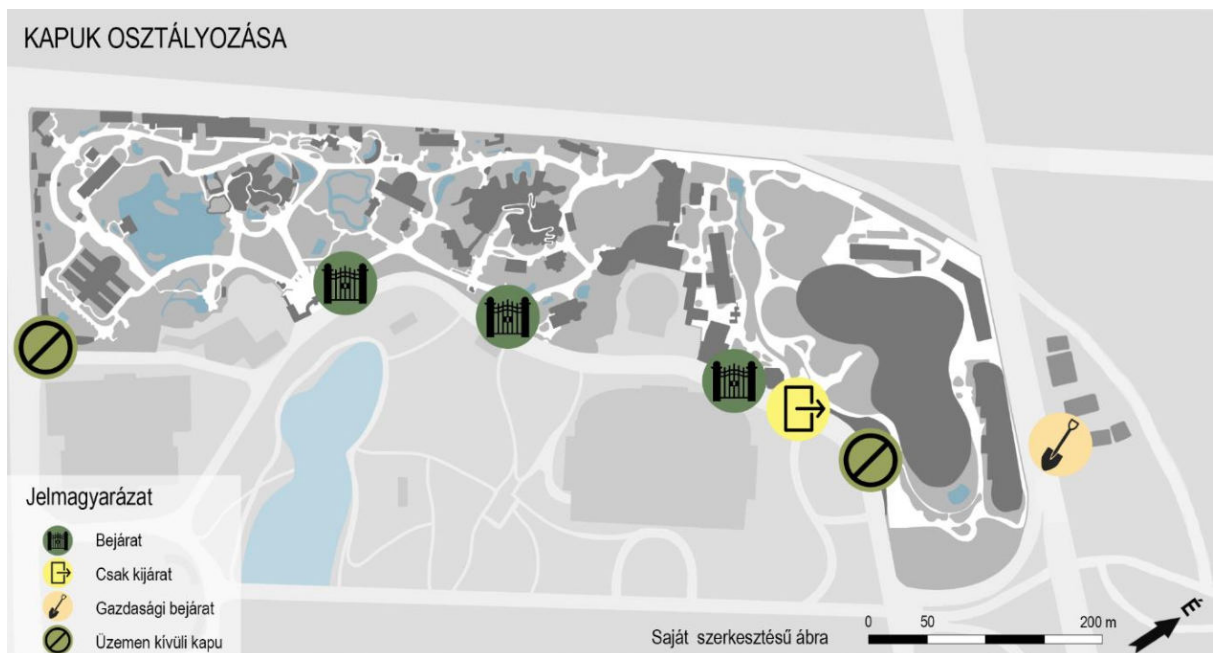 KAPUK OSZTÁLYOZÁSA
Jelmagyarázat
Bejárat
Csak kijárat
Gazdasági bejárat
Üzemen kívüli kapu
Saját szerkesztésű ábra
0 50 200 m
É